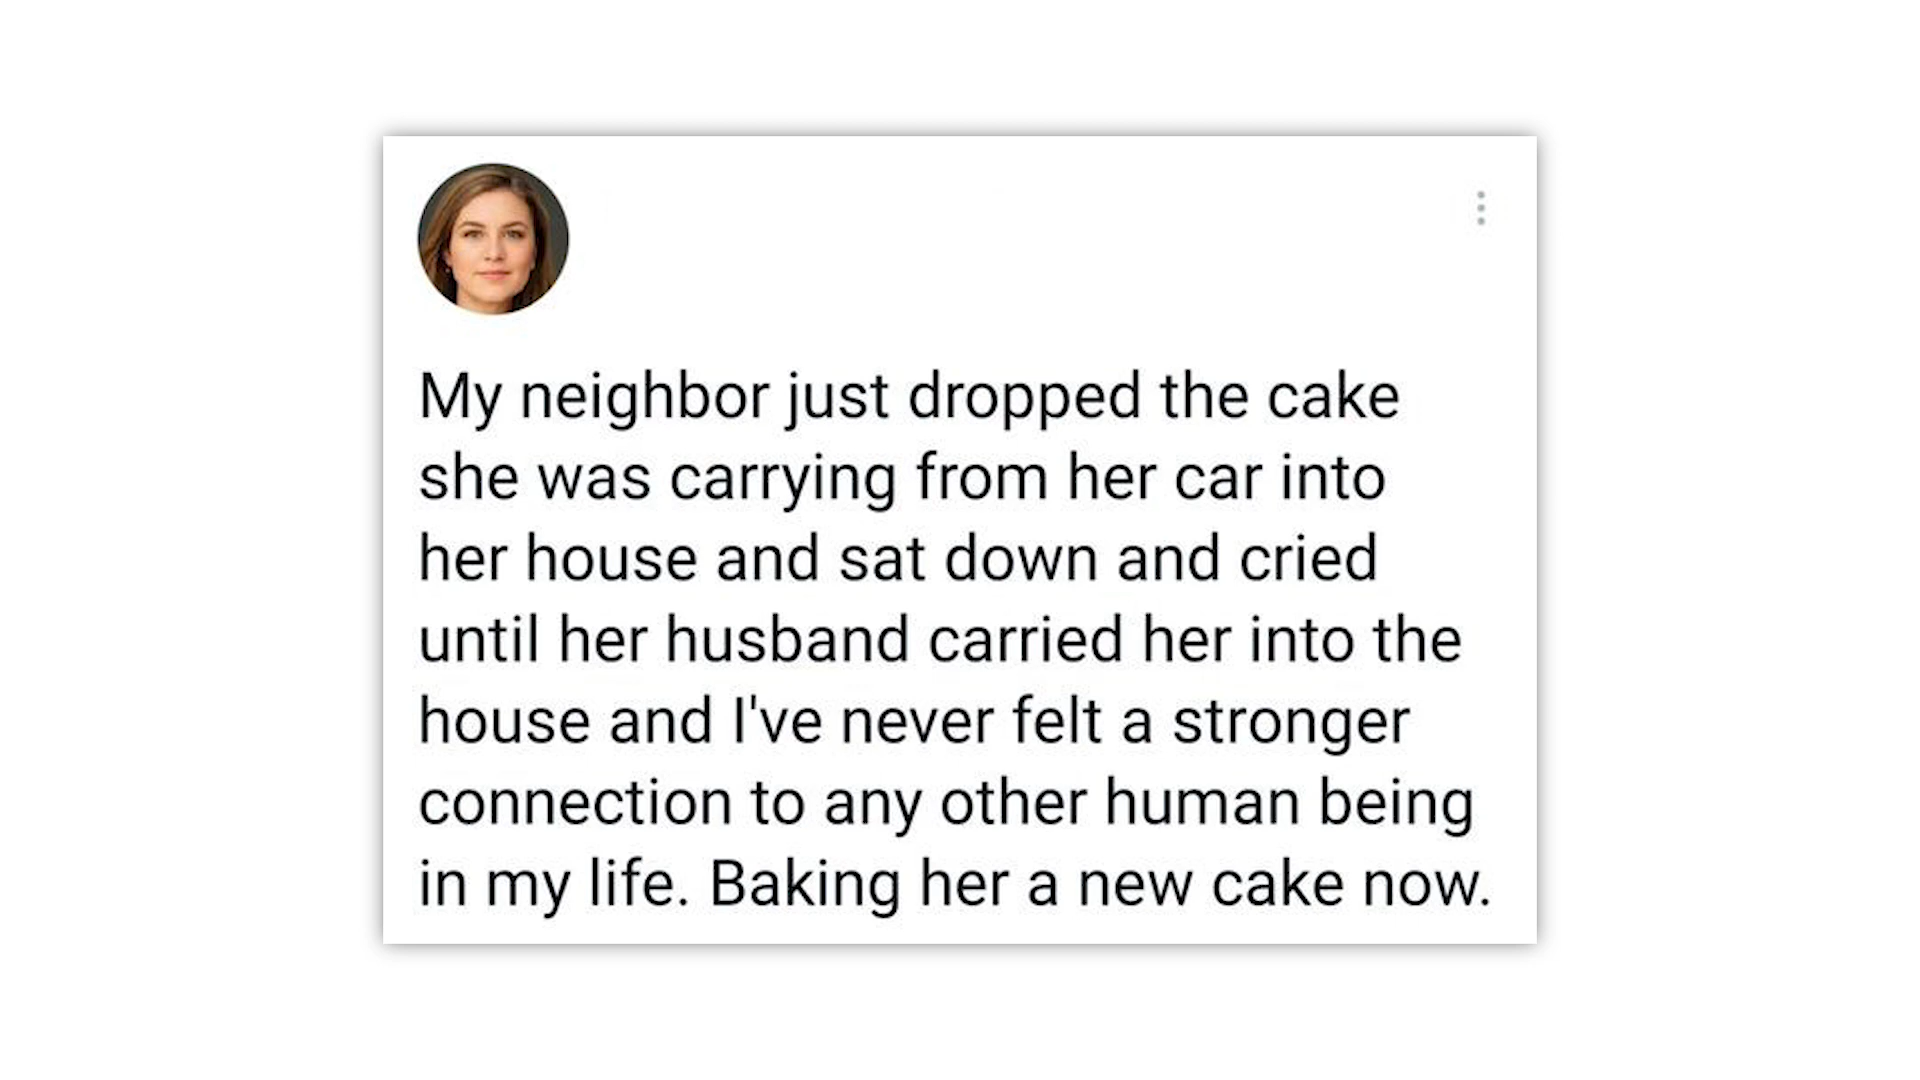 My neighbor just dropped the cake
she was carrying from her car into
her house and sat down and cried
until her husband carried her into the
house and I've never felt a stronger
connection to any other human being
in my life. Baking her a new cake now.